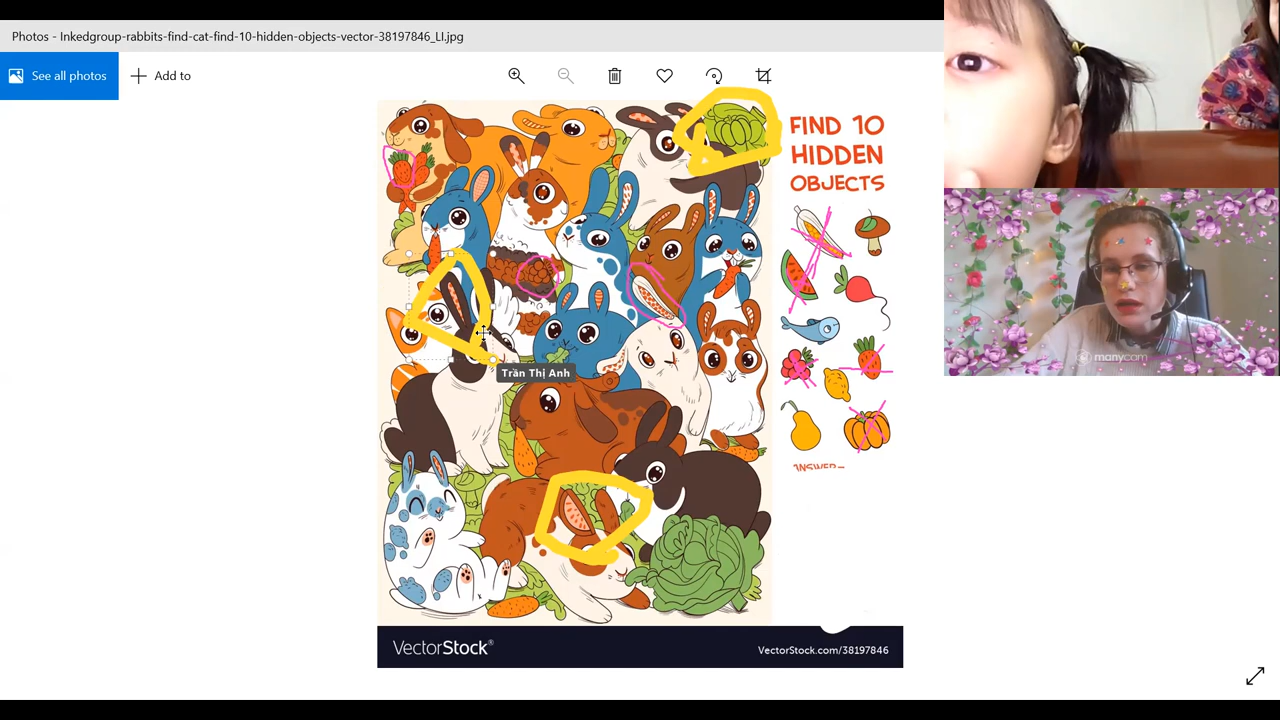 Photos - Inkedgroup-rabbits-find-cat-find-10-hidden-objects-vector-38197846_LI.jpg
See all photos
Add to
FIND 10
HIDDEN
OBJECTS
Trần Thị Anh
manycam
VectorStock®
VectorStock.com/38197846